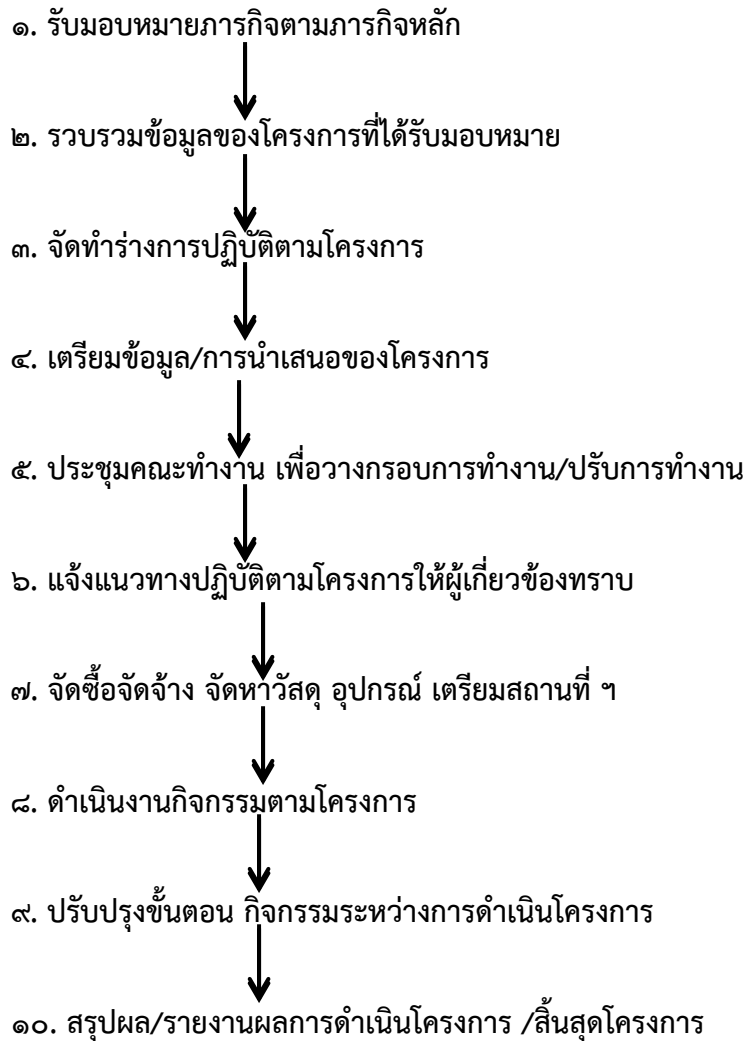 ๑. รับมอบหมายภารกิจตามภารกิจหลัก
๒. รวบรวมข้อมูลของโครงการที่ได้รับมอบหมาย
๓. จัดทำร่างการปฏิบัติตามโครงการ
๔. เตรียมข้อมูล/การนำเสนอของโครงการ
๕. ประชุมคณะทำงาน เพื่อวางกรอบการทำงาน/ปรับการทำงาน
๖. แจ้งแนวทางปฏิบัติตามโครงการให้ผู้เกี่ยวข้องทราบ
๗. จัดซื้อจัดจ้าง จัดหาวัสดุ อุปกรณ์ เตรียมสถานที่ ฯ
๘. ดำเนินงานกิจกรรมตามโครงการ
๙. ปรับปรุงขั้นตอน กิจกรรมระหว่างการดำเนินโครงการ
๑๐. สรุปผล/รายงานผลการดำเนินโครงการ /สิ้นสุดโครงการ